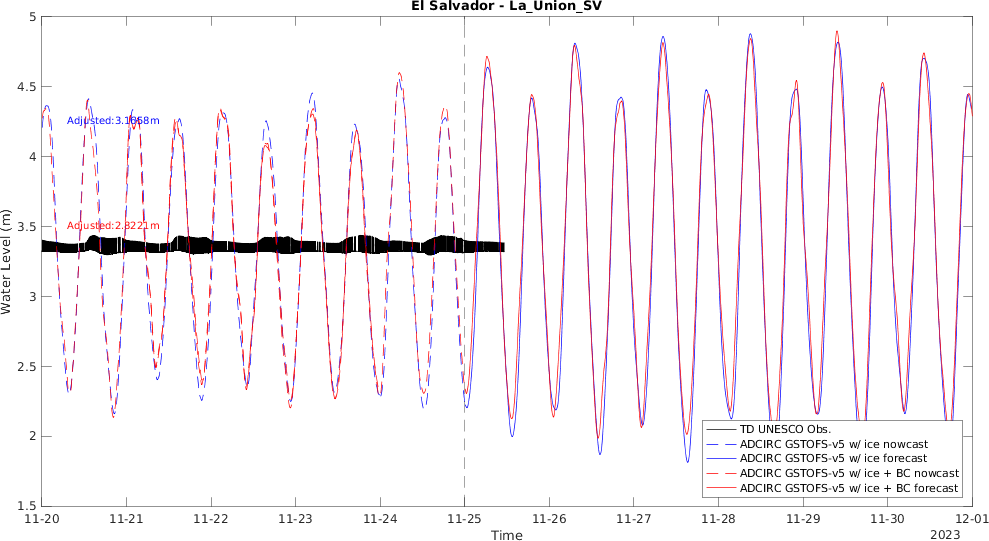 El Salvador - La_Union_SV
5
4.5
4
3.5
3
2.5
2
1.5
Water Level (m)
Adjusted:3.1868m
Adjusted:2.8221m
TD UNESCO Obs.
ADCIRC GSTOFS-v5 w/ ice nowcast
ADCIRC GSTOFS-v5 w/ ice forecast
ADCIRC GSTOFS-v5 w/ ice + BC nowcast
ADCIRC GSTOFS-v5 w/ ice + BC forecast
11-20 11-21 11-22 11-23 11-24 11-25 11-26 11-27 11-28 11-29 11-30 12-01
Time
2023